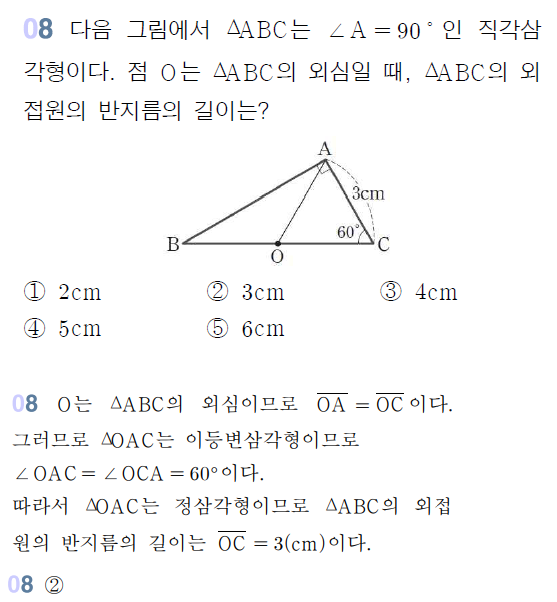 08 다음 그림에서 △ABC는 ∠A=90°인 직각삼
각형이다. 점 O는 △ABC의 외심일 때, △ABC의 외
접원의 반지름의 길이는?
A
3cm
60°
B
O
C
① 2cm ② 3cm ③ 4cm
④ 5cm ⑤ 6cm
08 O는 △ABC의 외심이므로 \overline{OA}=\overline{OC}이다.
그러므로 △OAC는 이등변삼각형이므로
∠OAC=∠OCA=60°이다.
따라서 △OAC는 정삼각형이므로 △ABC의 외접
원의 반지름의 길이는 \overline{OC}=3(cm)이다.
08 ②